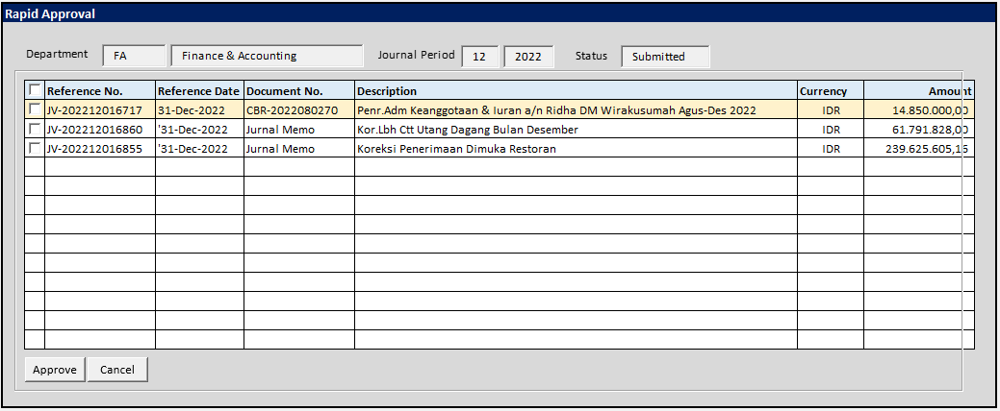 Rapid Approval
Department FA Finance & Accounting Journal Period 12 2022 Status Submitted
Reference No. Reference Date Document No. Description Currency Amount
JV-202212016717 31-Dec-2022 CBR-2022080270 Penr.Adm Keanggotaan & Iuran a/n Ridha DM Wirakusumah Agus-Des 2022 IDR 14.850.000,00
JV-202212016860 '31-Dec-2022 Jurnal Memo Kor.Lbh Ctt Utang Dagang Bulan Desember IDR 61.791.828,00
JV-202212016855 '31-Dec-2022 Jurnal Memo Koreksi Penerimaan Dimuka Restoran IDR 239.625.605,16
Approve Cancel